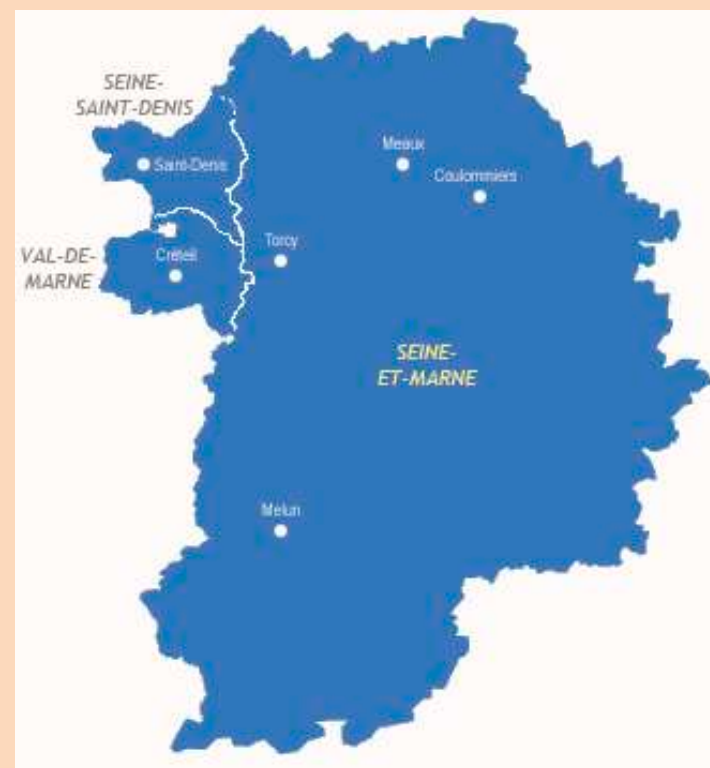 SEINE-
SAINT-DENIS
Saint-Denis
Meaux
Coulommiers
VAL-DE-
MARNE
Créteil
Torcy
SEINE-
ET-MARNE
Melun